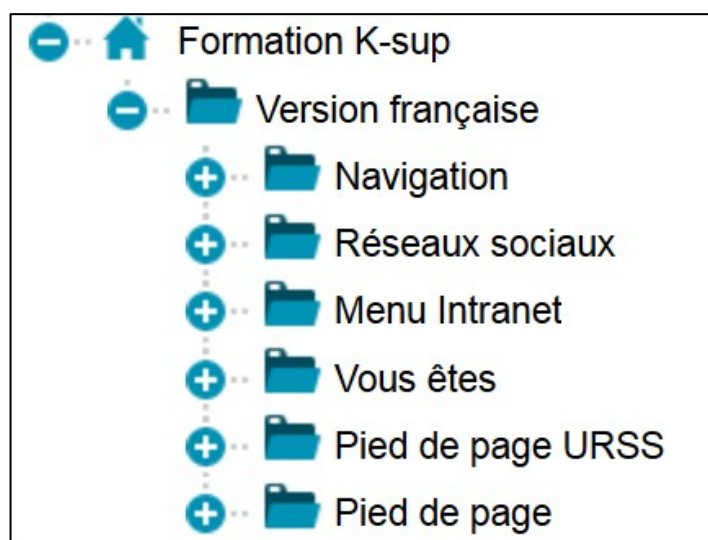 Formation K-sup
Version française
Navigation
Réseaux sociaux
Menu Intranet
Vous êtes
Pied de page URSS
Pied de page